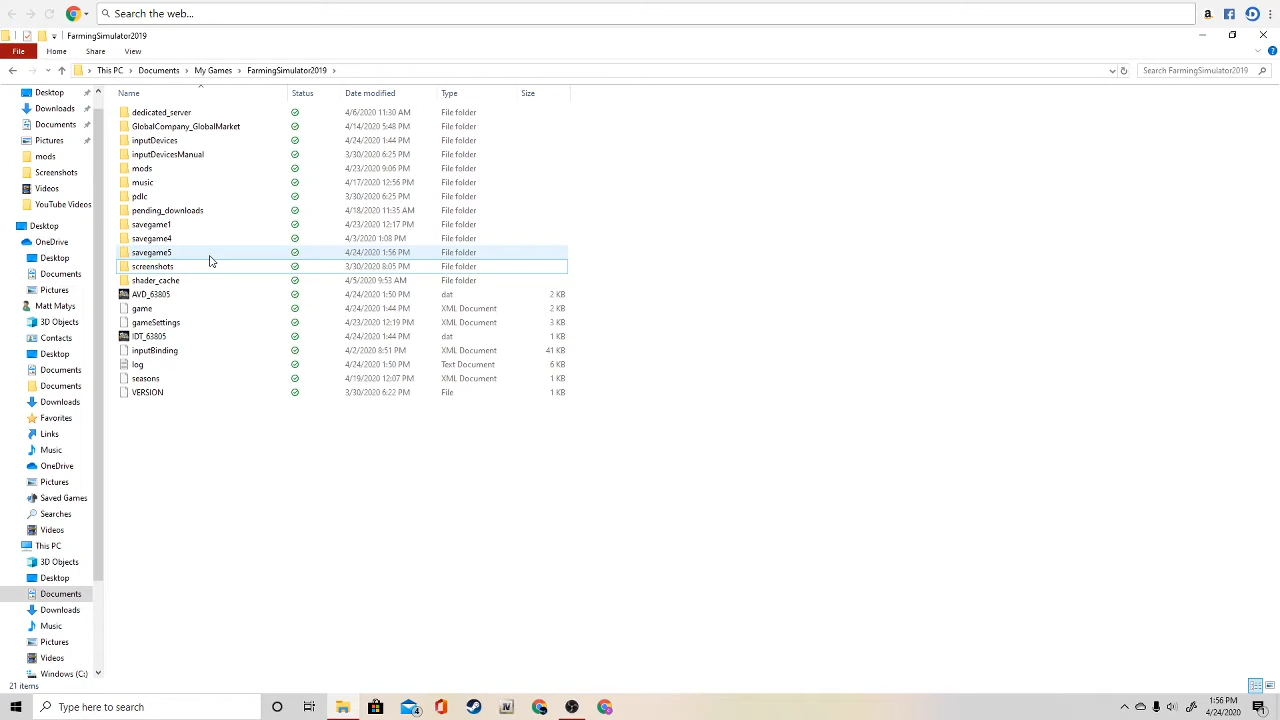 Search the web...
FarmingSimulator2019
File Home Share View
This PC Documents My Games FarmingSimulator2019
Search FarmingSimulator2019
Name Status Date modified Type Size
Desktop
Downloads
Documents
Pictures
mods
Screenshots
Videos
YouTube Videos
Desktop
OneDrive
Desktop
Documents
Pictures
Matt Matys
3D Objects
Contacts
Desktop
Documents
Documents
Downloads
Favorites
Links
Music
OneDrive
Pictures
Saved Games
Searches
Videos
This PC
3D Objects
Desktop
Documents
Downloads
Music
Pictures
Videos
Windows (C:)
dedicated_server 4/6/2020 11:30 AM File folder
GlobalCompany_GlobalMarket 4/14/2020 5:48 PM File folder
inputDevices 4/24/2020 1:44 PM File folder
inputDevicesManual 3/30/2020 6:25 PM File folder
mods 4/23/2020 9:06 PM File folder
music 4/17/2020 12:56 PM File folder
pdlc 3/30/2020 6:25 PM File folder
pending_downloads 4/18/2020 11:35 AM File folder
savegame1 4/23/2020 12:17 PM File folder
savegame4 4/3/2020 1:08 PM File folder
savegame5 4/24/2020 1:56 PM File folder
screenshots 3/30/2020 8:05 PM File folder
shader_cache 4/5/2020 9:53 AM File folder
AVD_63805 4/24/2020 1:50 PM dat 2 KB
game 4/24/2020 1:44 PM XML Document 2 KB
gameSettings 4/23/2020 12:19 PM XML Document 3 KB
IDT_63805 4/24/2020 1:44 PM dat 1 KB
inputBinding 4/2/2020 8:51 PM XML Document 41 KB
log 4/24/2020 1:50 PM Text Document 6 KB
seasons 4/19/2020 12:07 PM XML Document 1 KB
VERSION 3/30/2020 6:22 PM File 1 KB
21 items
Type here to search
4
1:56 PM
4/24/2020